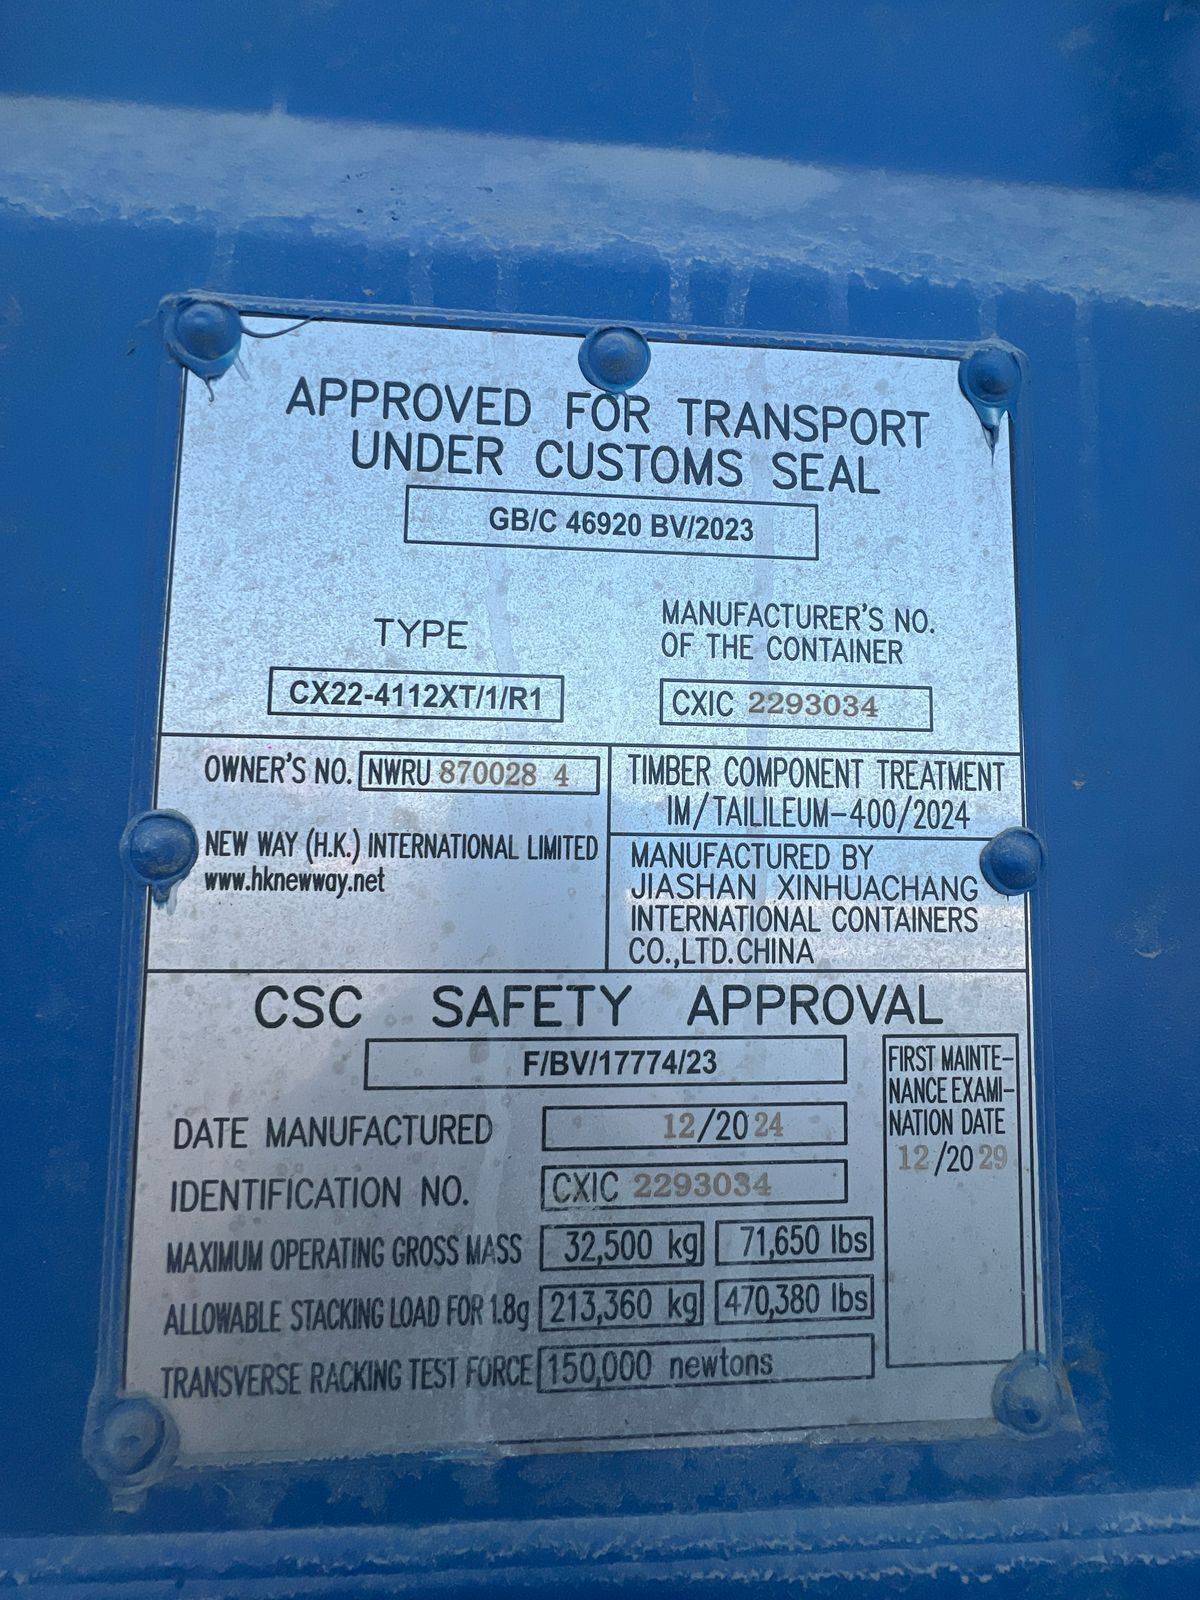 APPROVED FOR TRANSPORT
UNDER CUSTOMS SEAL
GB/C 46920 BV/2023
TYPE
CX22-4112XT/1/R1
MANUFACTURER'S NO.
OF THE CONTAINER
CXIC 2293034
OWNER'S NO. NWRU 870028 4
NEW WAY (H.K.) INTERNATIONAL LIMITED
www.hknewway.net
TIMBER COMPONENT TREATMENT
IM/TAILILEUM-400/2024
MANUFACTURED BY
JIASHAN XINHUACHANG
INTERNATIONAL CONTAINERS
CO.,LTD.CHINA
CSC SAFETY APPROVAL
F/BV/17774/23
DATE MANUFACTURED 12/2024
IDENTIFICATION NO. CXIC 2293034
MAXIMUM OPERATING GROSS MASS 32,500 kg 71,650 lbs
ALLOWABLE STACKING LOAD FOR 1.8g 213,360 kg 470,380 lbs
TRANSVERSE RACKING TEST FORCE 150,000 newtons
FIRST MAINTE-
NANCE EXAMI-
NATION DATE
12/2029